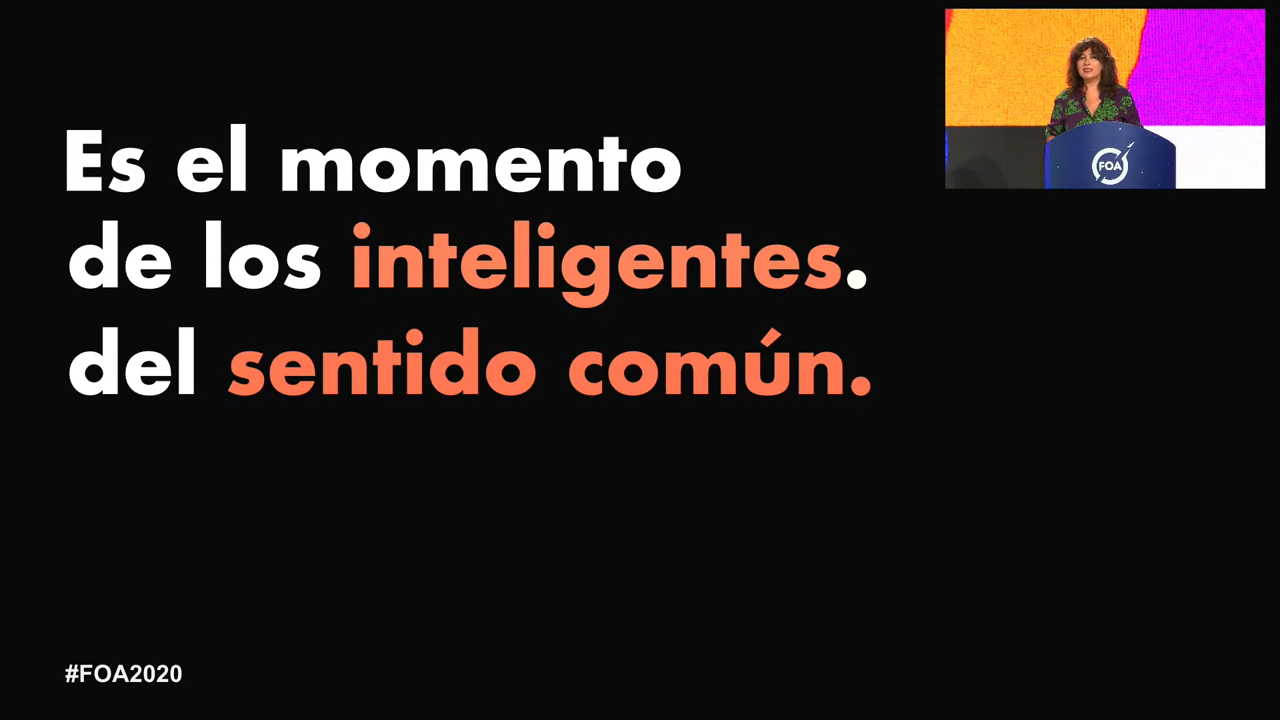 Es el momento
de los inteligentes.
del sentido común.
FOA
#FOA2020